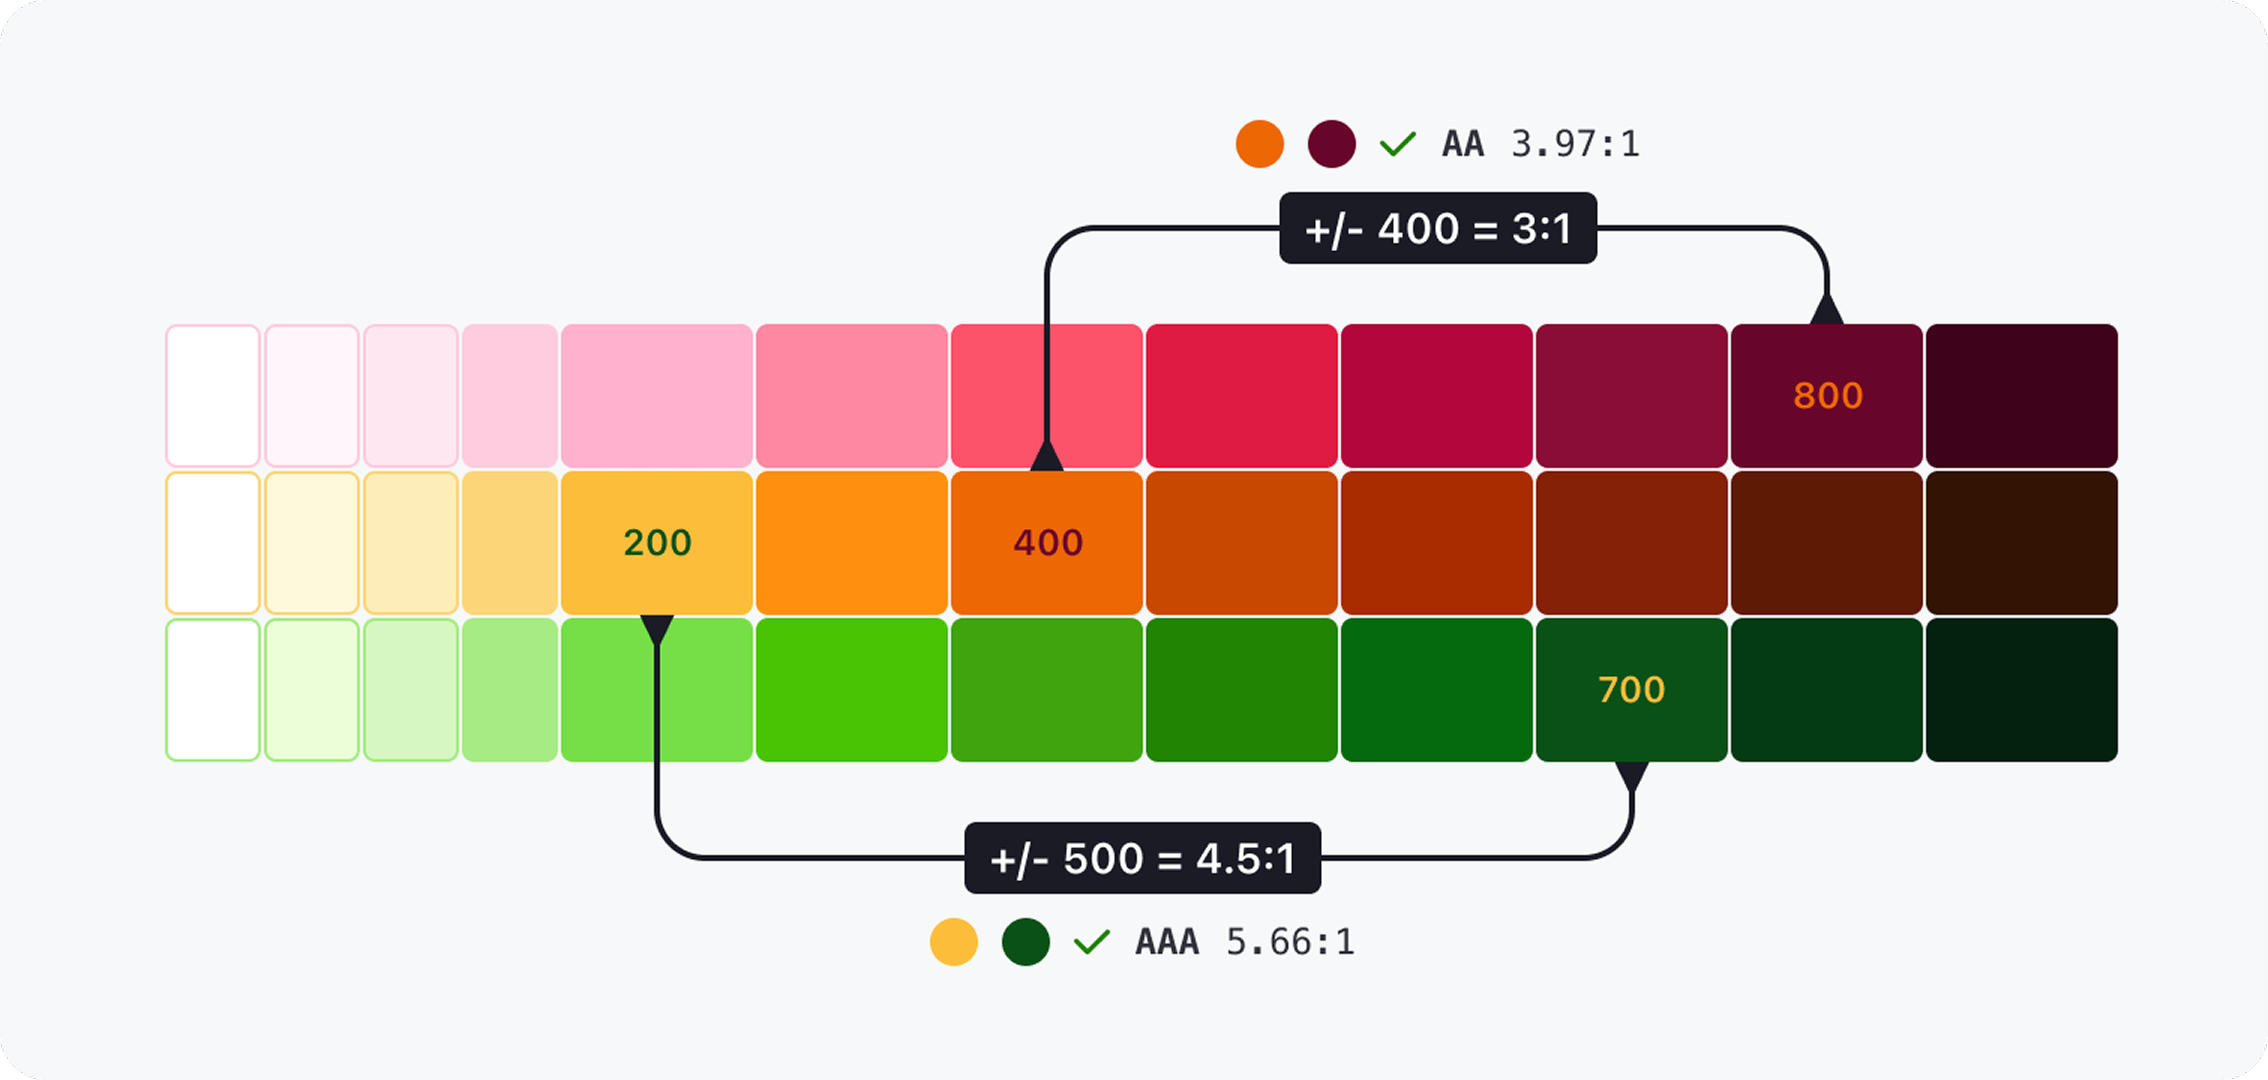 AA 3.97:1
+/- 400 = 3:1
800
200 400
700
+/- 500 = 4.5:1
AAA 5.66:1